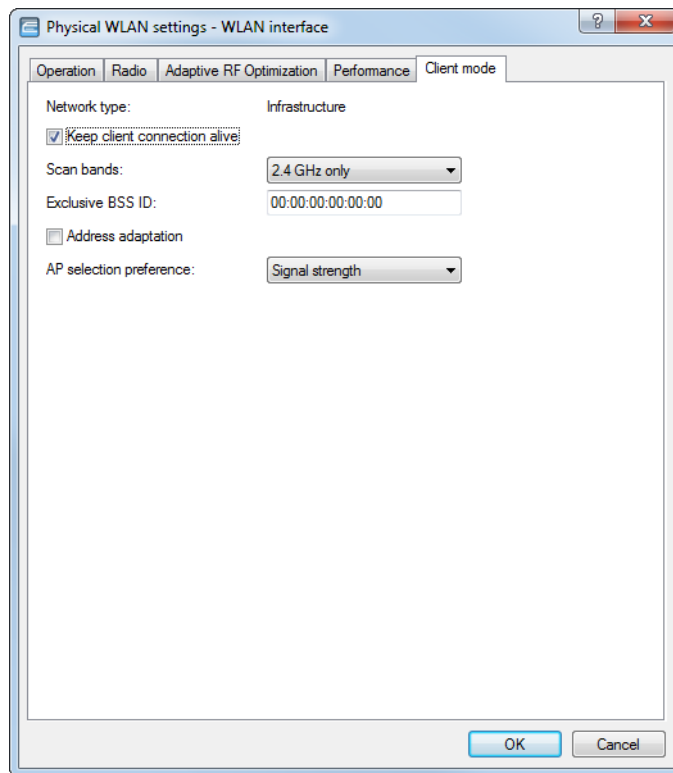 Physical WLAN settings - WLAN interface
Operation Radio Adaptive RF Optimization Performance Client mode
Network type: Infrastructure
Keep client connection alive
Scan bands: 2.4 GHz only
Exclusive BSS ID: 00:00:00:00:00:00
Address adaptation
AP selection preference: Signal strength
OK Cancel